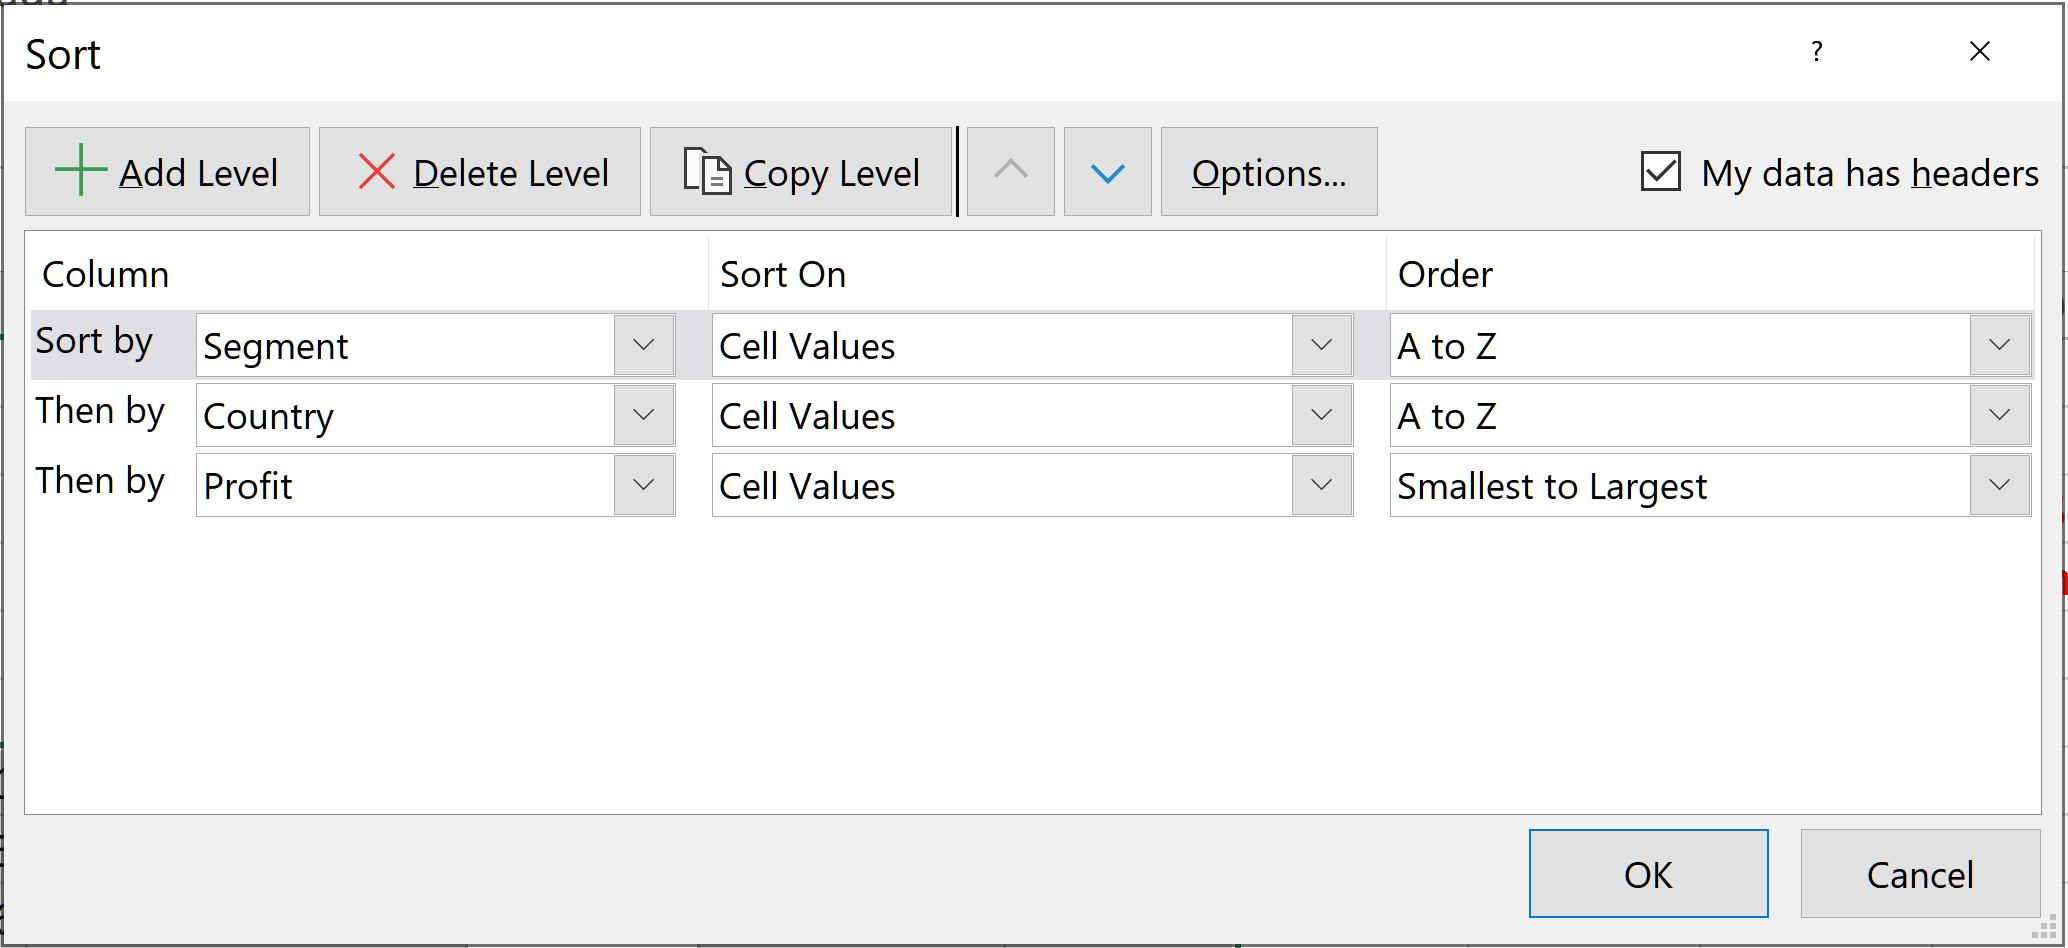 Sort ?
Add Level Delete Level Copy Level Options... My data has headers
Column Sort On Order
Sort by Segment Cell Values A to Z
Then by Country Cell Values A to Z
Then by Profit Cell Values Smallest to Largest
OK Cancel